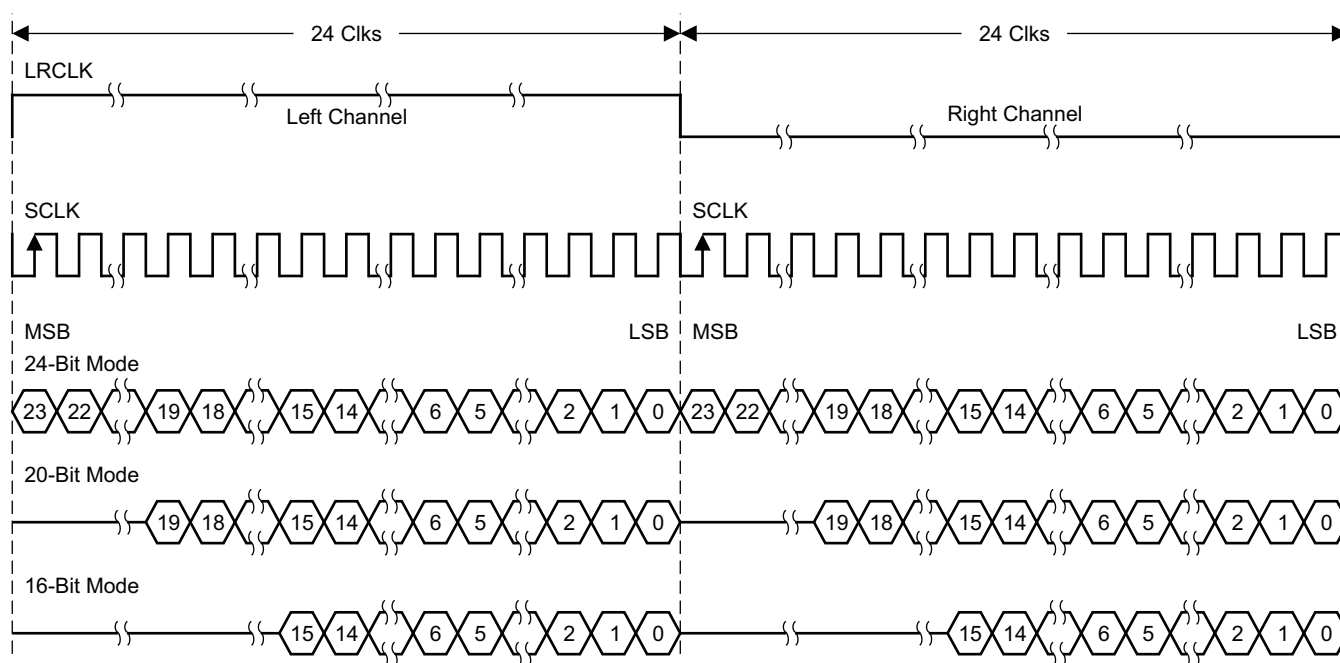 24 Clks 24 Clks
LRCLK
Left Channel Right Channel
SCLK SCLK
MSB LSB MSB LSB
24-Bit Mode
23 22 19 18 15 14 6 5 2 1 0 23 22 19 18 15 14 6 5 2 1 0
20-Bit Mode
19 18 15 14 6 5 2 1 0 19 18 15 14 6 5 2 1 0
16-Bit Mode
15 14 6 5 2 1 0 15 14 6 5 2 1 0